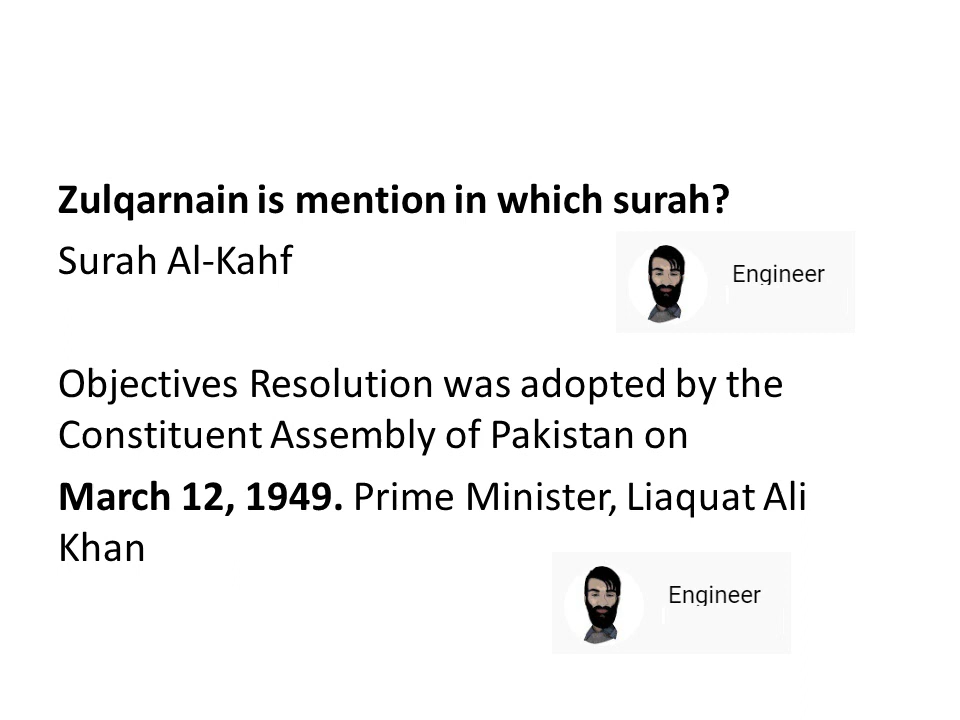 Zulqarnain is mention in which surah?
Surah Al-Kahf
Engineer
Objectives Resolution was adopted by the
Constituent Assembly of Pakistan on
March 12, 1949. Prime Minister, Liaquat Ali
Khan
Engineer